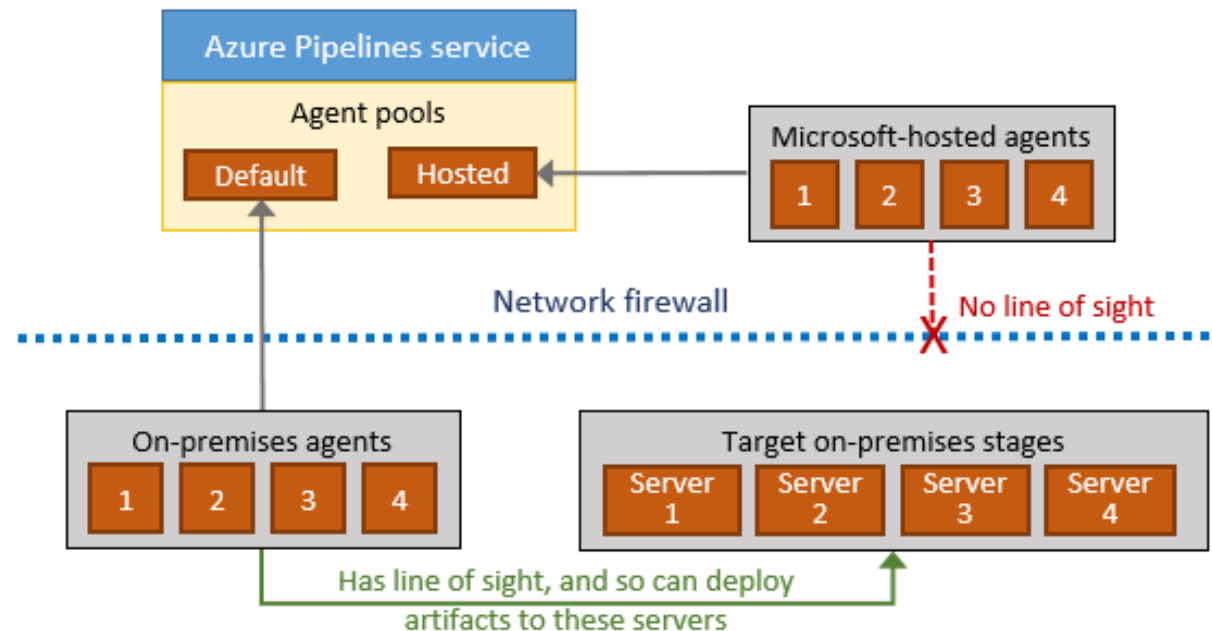 Azure Pipelines service
Agent pools
Default
Hosted
Microsoft-hosted agents
1
2
3
4
Network firewall
No line of sight
X
On-premises agents
1
2
3
4
Target on-premises stages
Server
1
Server
2
Server
3
Server
4
Has line of sight, and so can deploy
artifacts to these servers